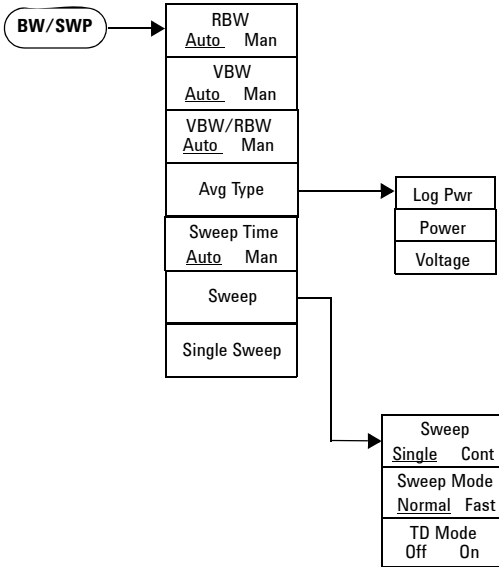 BW/SWP
RBW
Auto Man
VBW
Auto Man
VBW/RBW
Auto Man
Avg Type
Sweep Time
Auto Man
Sweep
Single Sweep
Log Pwr
Power
Voltage
Sweep
Single Cont
Sweep Mode
Normal Fast
TD Mode
Off On